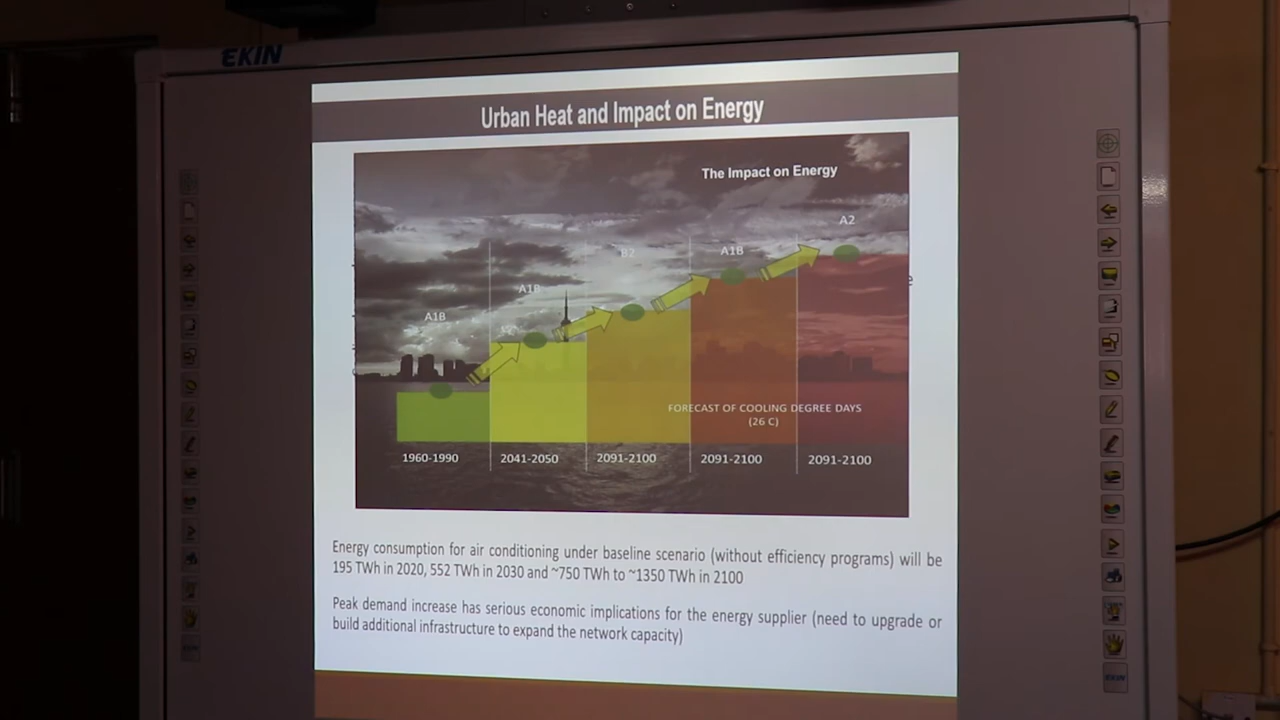 EKIN
Urban Heat and Impact on Energy
The Impact on Energy
A2
B2
A1B
A1B
A1B
FORECAST OF COOLING DEGREE DAYS
(26 C)
1960-1990
2041-2050
2091-2100
2091-2100
2091-2100
Energy consumption for air conditioning under baseline scenario (without efficiency programs) will be
195 TWh in 2020, 552 TWh in 2030 and ~750 TWh to ~1350 TWh in 2100
Peak demand increase has serious economic implications for the energy supplier (need to upgrade or
build additional infrastructure to expand the network capacity)